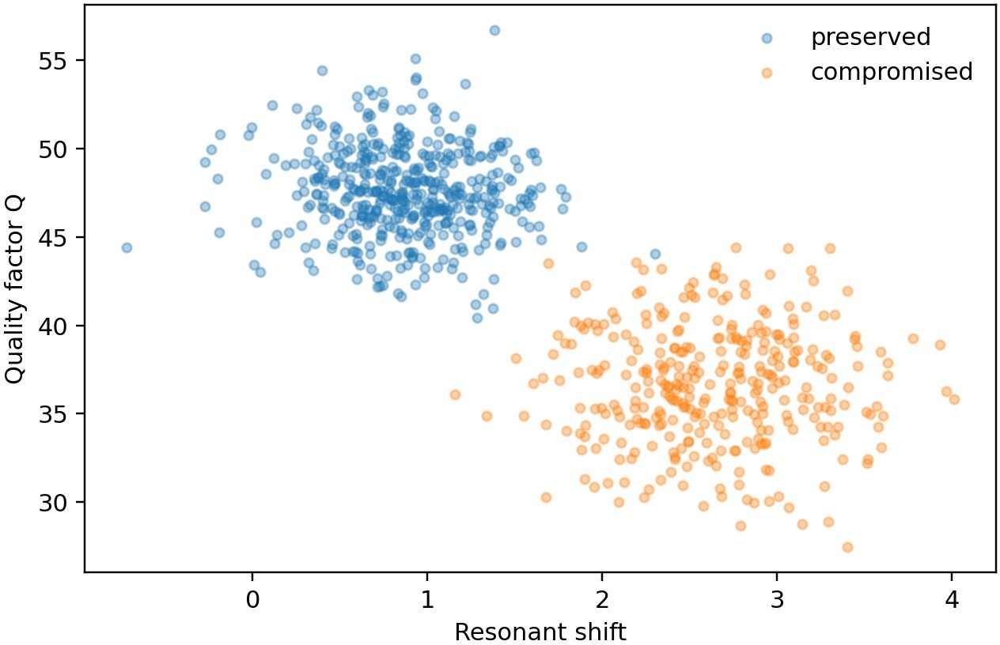 preserved
compromised
55
50
45
40
35
30
Quality factor Q
0 1 2 3 4
Resonant shift